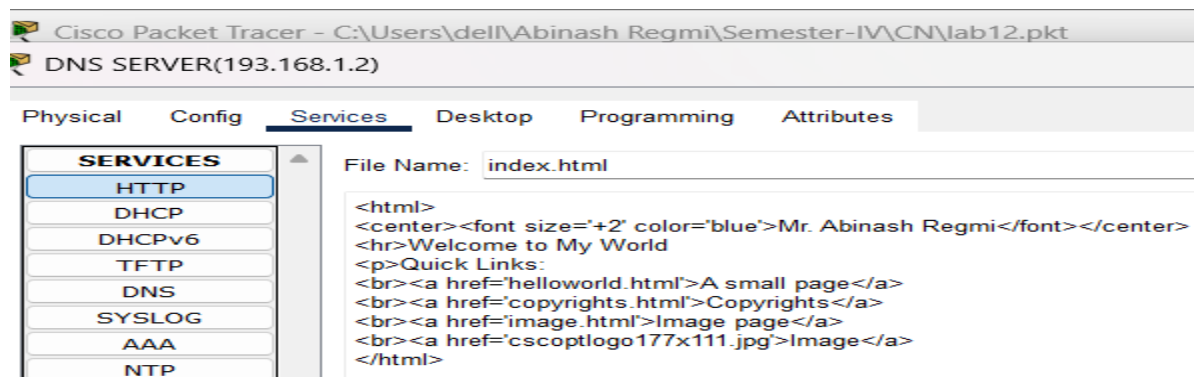 Cisco Packet Tracer - C:\Users\dell\Abinash Regmi\Semester-IV\CN\lab12.pkt
DNS SERVER(193.168.1.2)
Physical Config Services Desktop Programming Attributes
SERVICES
HTTP
DHCP
DHCPv6
TFTP
DNS
SYSLOG
AAA
NTP
File Name: index.html
<html>
<center><font size='+2' color='blue'>Mr. Abinash Regmi</font></center>
<hr>Welcome to My World
<p>Quick Links:
<br><a href='helloworld.html'>A small page</a>
<br><a href='copyrights.html'>Copyrights</a>
<br><a href='image.html'>Image page</a>
<br><a href='cscoptlogo177x111.jpg'>Image</a>
</html>